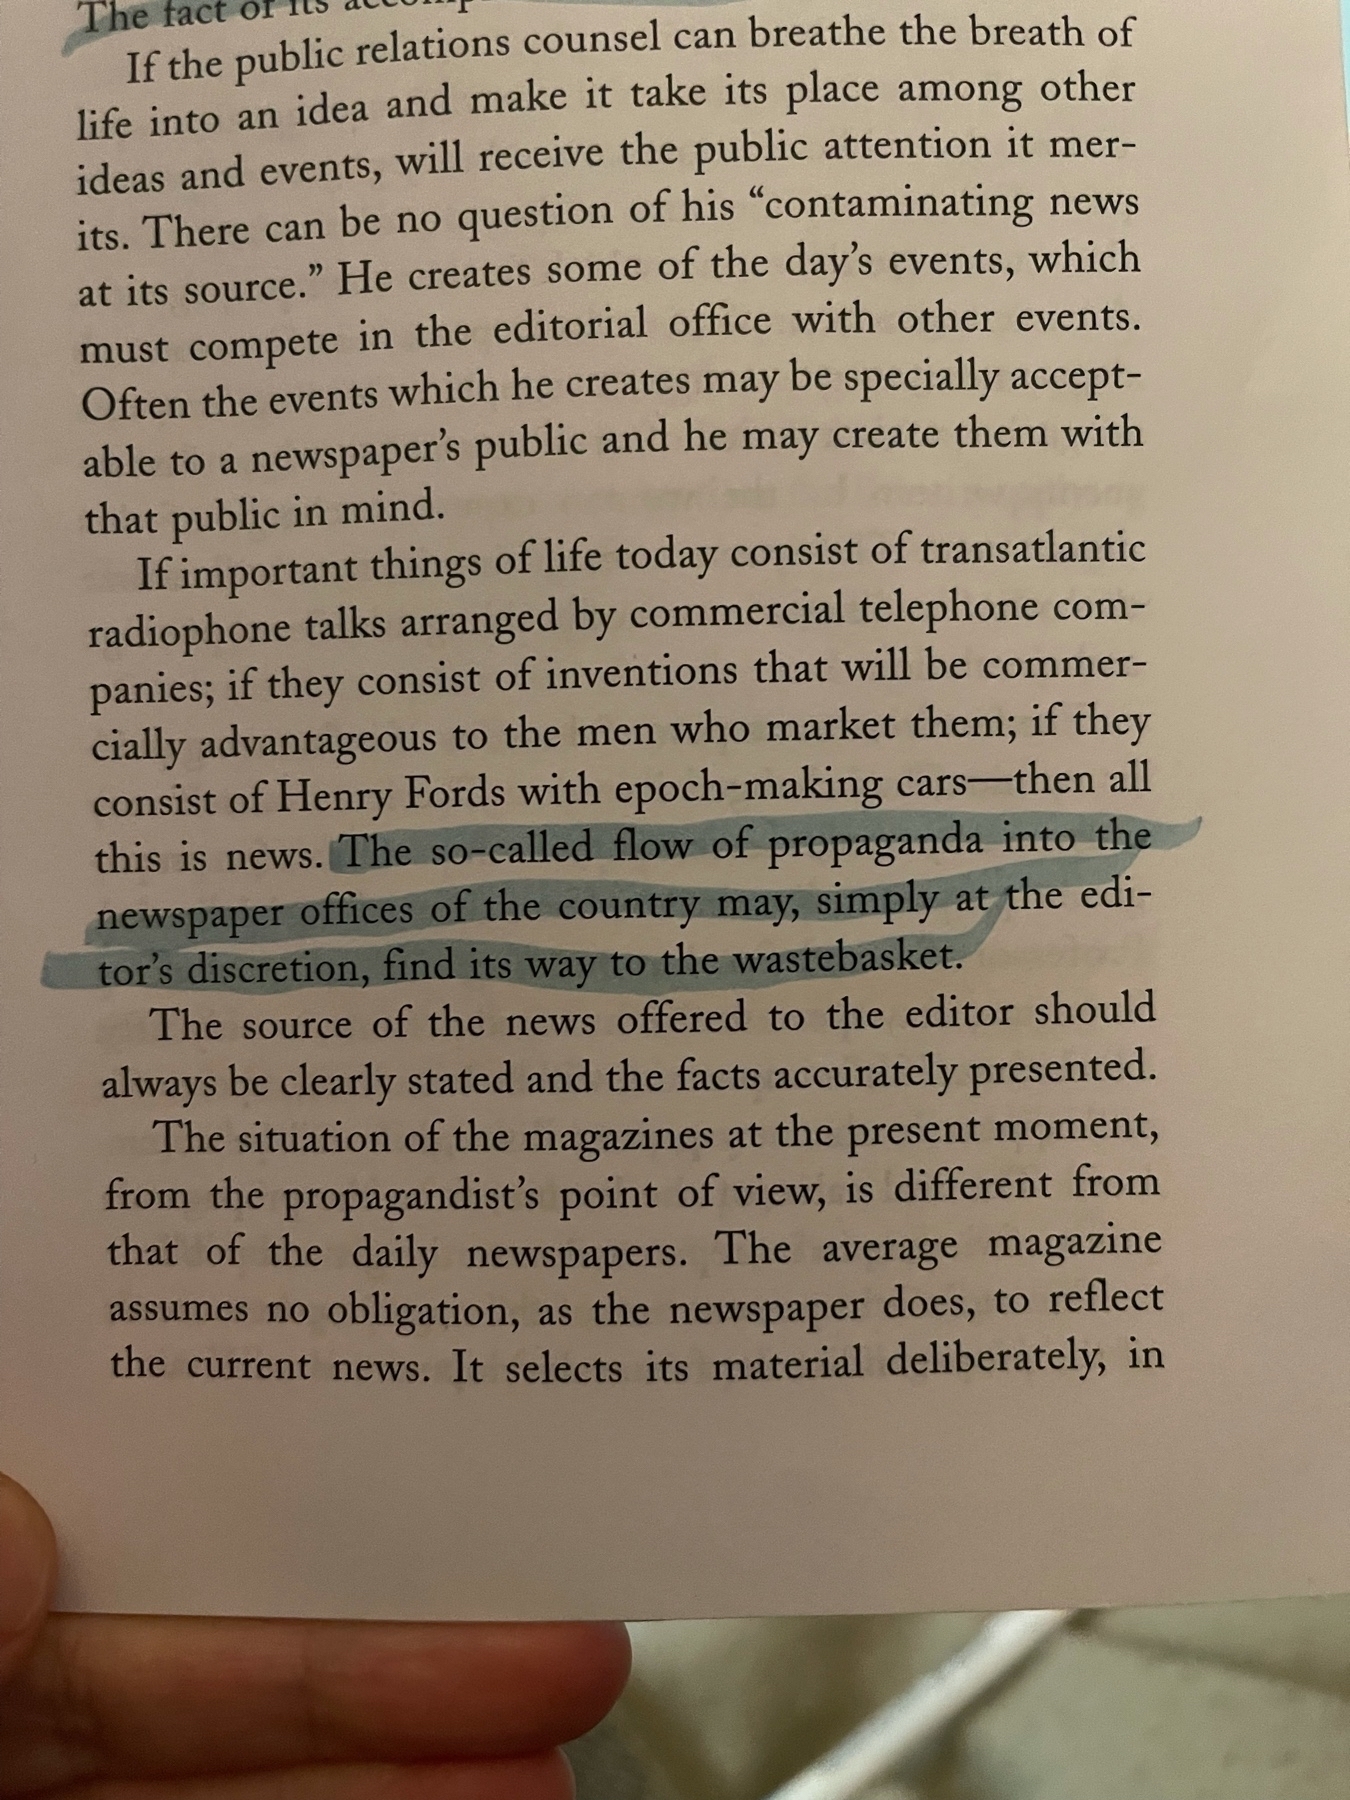 The fact of its
If the public relations counsel can breathe the breath of
life into an idea and make it take its place among other
ideas and events, will receive the public attention it mer-
its. There can be no question of his “contaminating news
at its source.” He creates some of the day’s events, which
must compete in the editorial office with other events.
Often the events which he creates may be specially accept-
able to a newspaper’s public and he may create them with
that public in mind.
If important things of life today consist of transatlantic
radiophone talks arranged by commercial telephone com-
panies; if they consist of inventions that will be commer-
cially advantageous to the men who market them; if they
consist of Henry Fords with epoch-making cars—then all
this is news. The so-called flow of propaganda into the
newspaper offices of the country may, simply at the edi-
tor’s discretion, find its way to the wastebasket.
The source of the news offered to the editor should
always be clearly stated and the facts accurately presented.
The situation of the magazines at the present moment,
from the propagandist’s point of view, is different from
that of the daily newspapers. The average magazine
assumes no obligation, as the newspaper does, to reflect
the current news. It selects its material deliberately, in